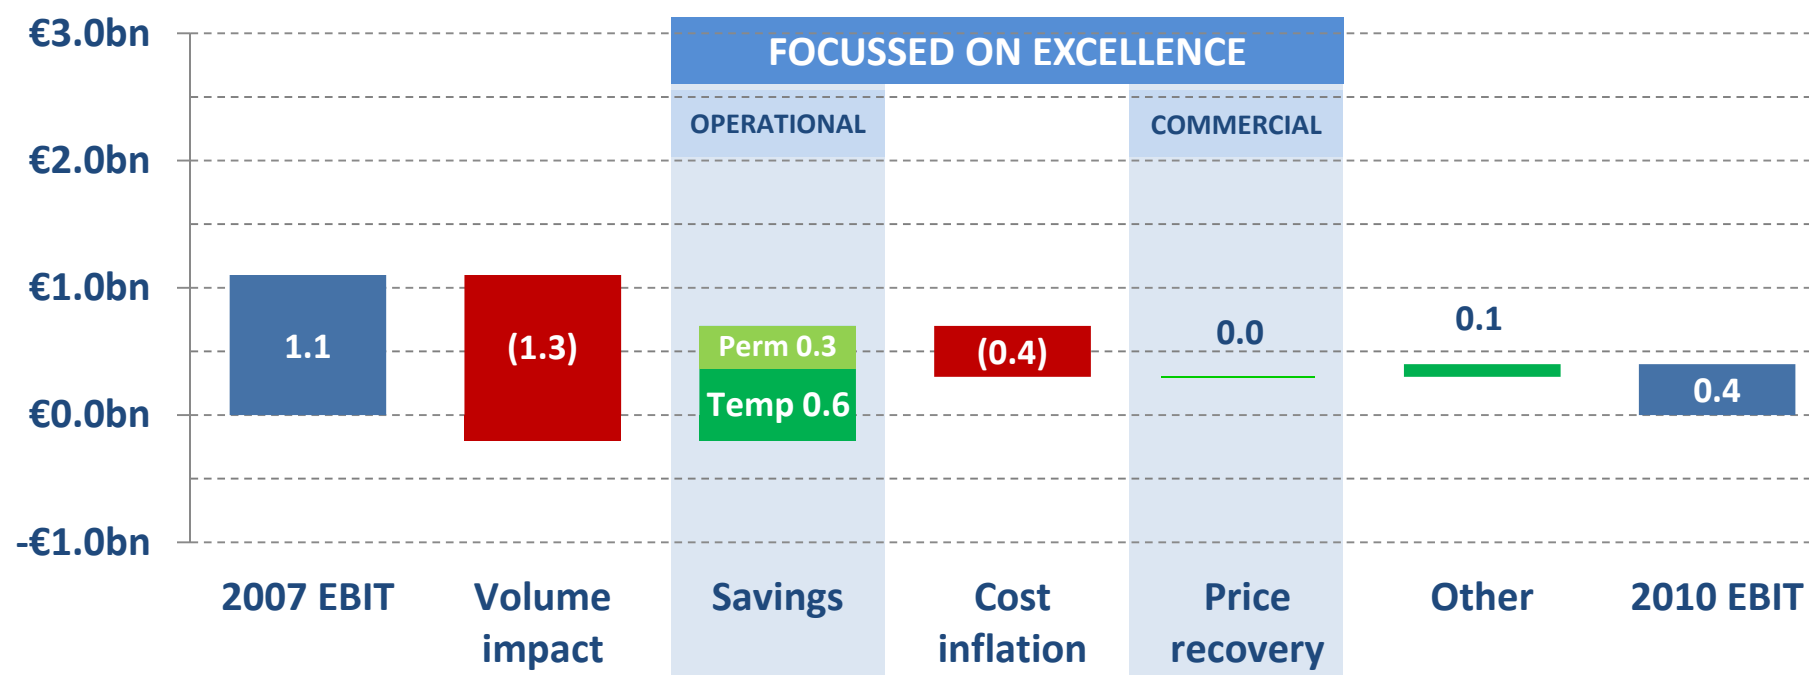 FOCUSSED ON EXCELLENCE
OPERATIONAL
COMMERCIAL
€3.0bn
€2.0bn
€1.0bn
€0.0bn
-€1.0bn
1.1
(1.3)
Perm 0.3
Temp 0.6
(0.4)
0.0
0.1
0.4
2007 EBIT
Volume
impact
Savings
Cost
inflation
Price
recovery
Other
2010 EBIT